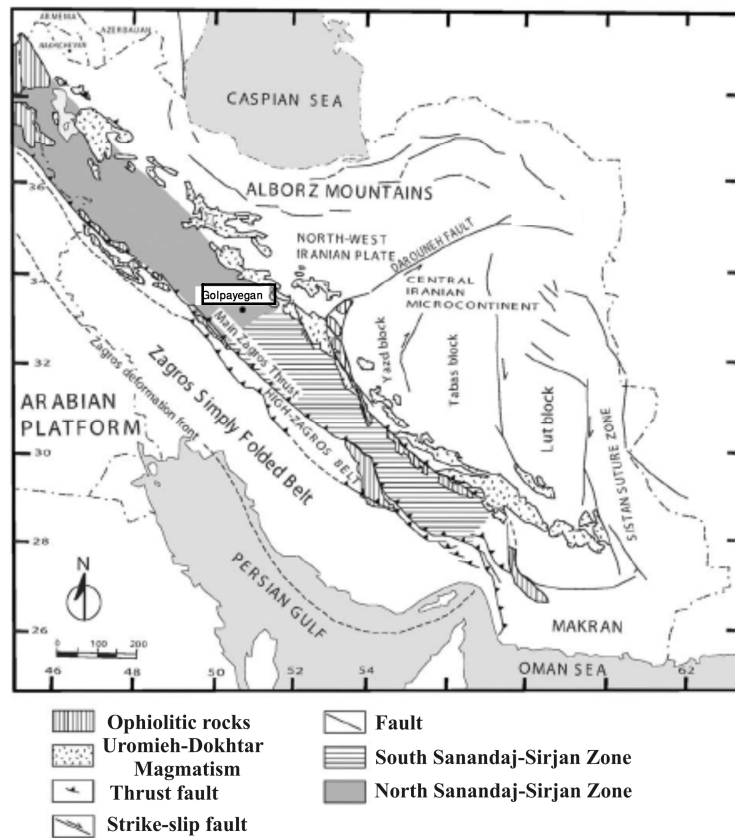 ARMENIA
AZERBAIJAN
NAKHCHEVAN
CASPIAN SEA
36
ALBORZ MOUNTAINS
NORTH-WEST
IRANIAN PLATE
DAROUNEH FAULT
34
CENTRAL
IRANIAN
MICROCONTINENT
Golpayegan
Main Zagros Thrust
32
Yazd block
Tabas block
Lut block
Zagros deformation front
Zagros Simply Folded Belt
HIGH-ZAGROS BELT
ARABIAN
PLATFORM
30
SISTAN SUTURE ZONE
28
N
PERSIAN GULF
26
MAKRAN
0 100 200
OMAN SEA
46
48
50
52
54
62
Ophiolitic rocks
Uromieh-Dokhtar
Magmatism
Thrust fault
Strike-slip fault
Fault
South Sanandaj-Sirjan Zone
North Sanandaj-Sirjan Zone